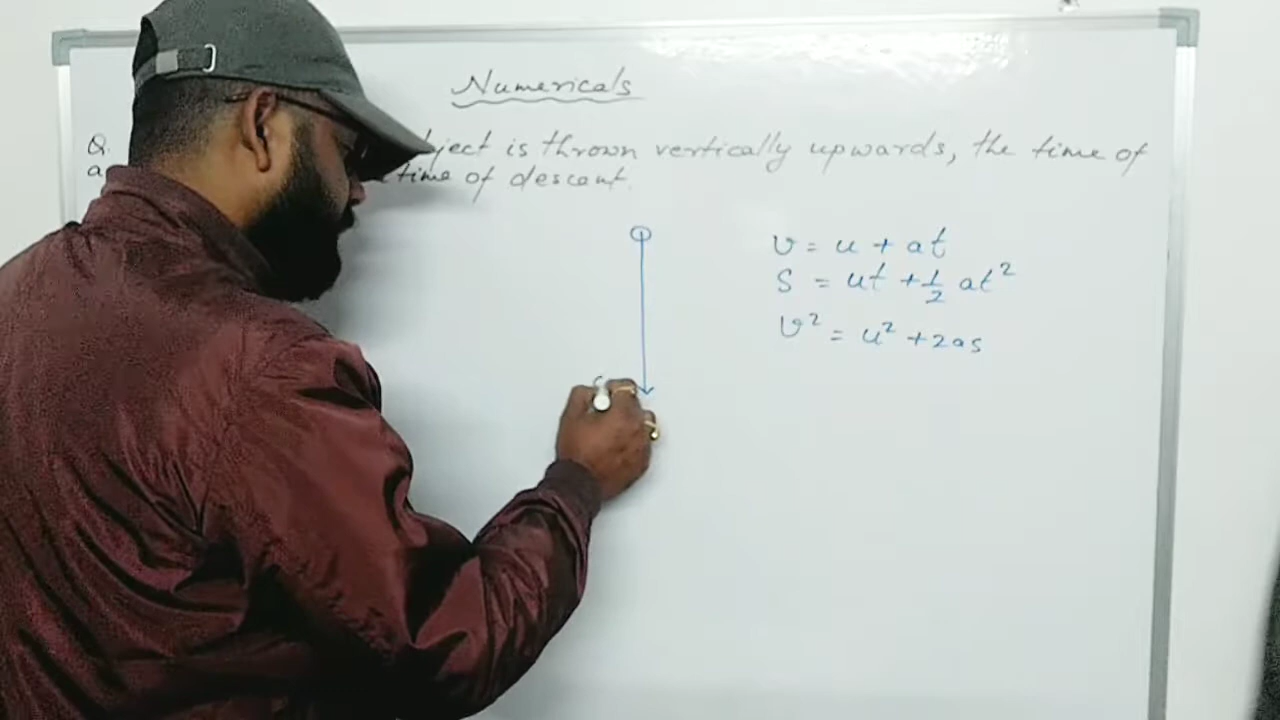 Numericals
Q. is thrown vertically upwards, the time of
a time of descent.
v = u + at
S = ut + 1/2 at²
v² = u² + 2as